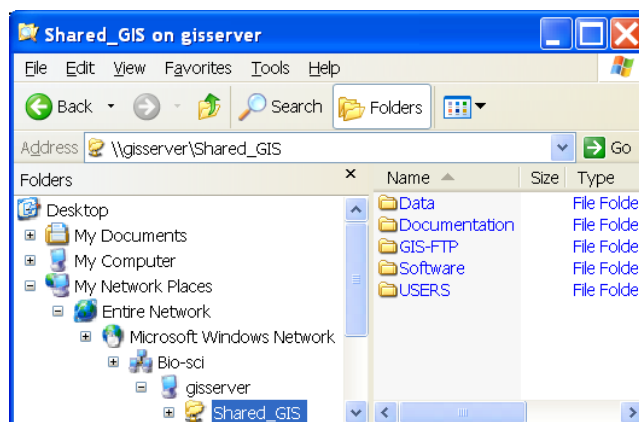 Shared_GIS on gisserver
File Edit View Favorites Tools Help
Back Search Folders
Address \\gisserver\Shared_GIS Go
Folders × Name Size Type
Desktop
My Documents
My Computer
My Network Places
Entire Network
Microsoft Windows Network
Bio-sci
gisserver
Shared_GIS
Data File Folde
Documentation File Folde
GIS-FTP File Folde
Software File Folde
USERS File Folde